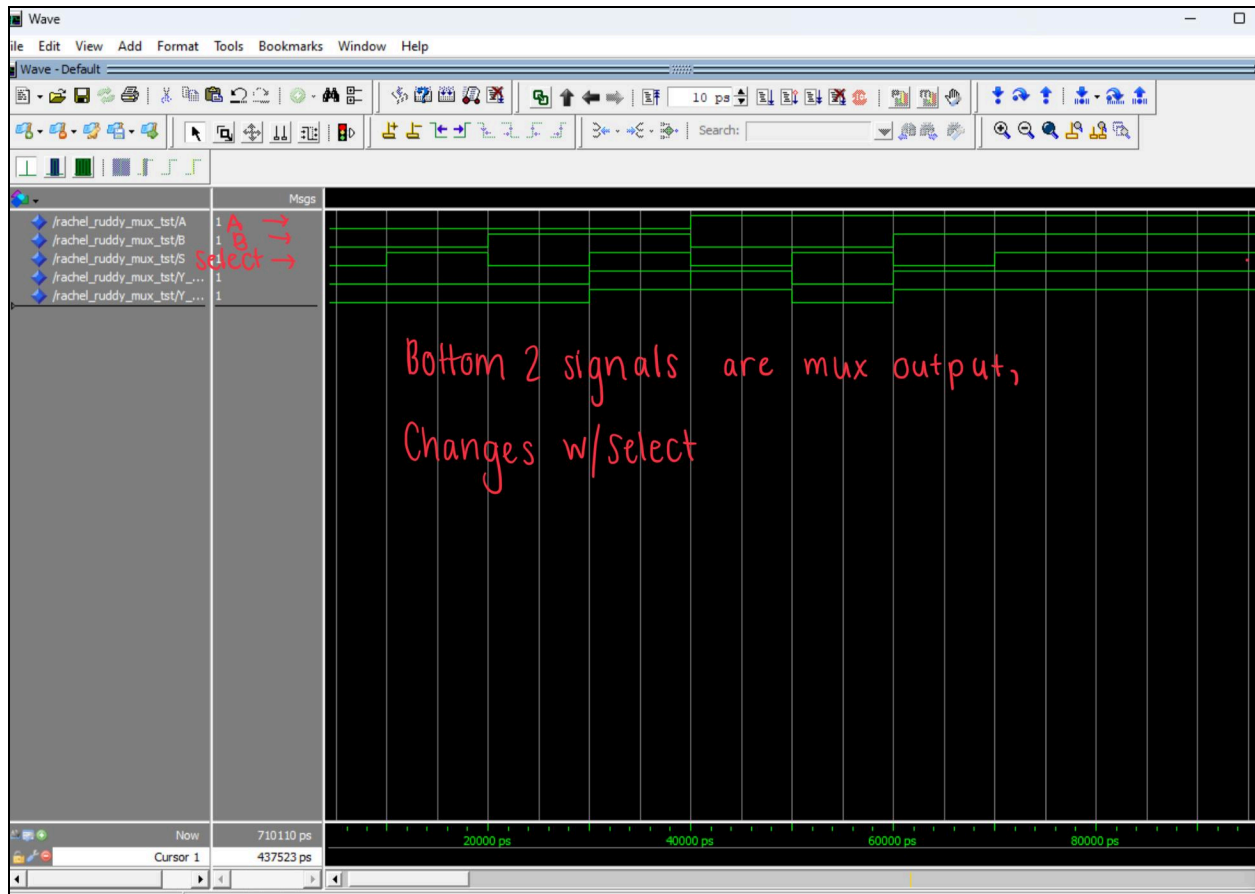 Wave
ile Edit View Add Format Tools Bookmarks Window Help
Wave - Default
10 ps
Search:
Msgs
/rachel_ruddy_mux_tst/A 1 A →
/rachel_ruddy_mux_tst/B 1 B →
/rachel_ruddy_mux_tst/S 1 Select →
/rachel_ruddy_mux_tst/Y_... 1
/rachel_ruddy_mux_tst/Y_... 1
Bottom 2 signals are mux output,
Changes w/select
Now 710110 ps
20000 ps 40000 ps 60000 ps 80000 ps
Cursor 1 437523 ps